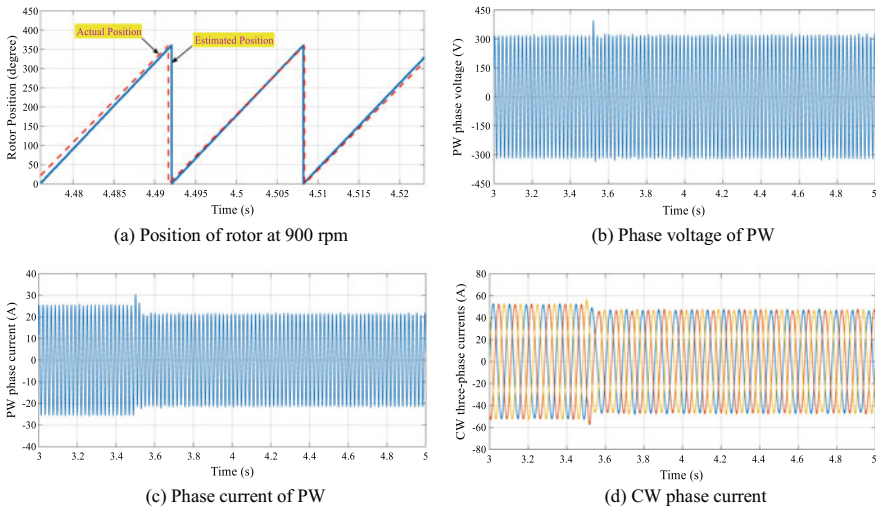 450
400
350
300
250
200
150
100
50
0
Rotor Position (degree)
Actual Position
Estimated Position
4.48 4.485 4.49 4.495 4.5 4.505 4.51 4.515 4.52
Time (s)
(a) Position of rotor at 900 rpm
450
300
150
0
-150
-300
-450
PW phase voltage (V)
3 3.2 3.4 3.6 3.8 4 4.2 4.4 4.6 4.8 5
Time (s)
(b) Phase voltage of PW
40
30
20
10
0
-10
-20
-30
-40
PW phase current (A)
3 3.2 3.4 3.6 3.8 4 4.2 4.4 4.6 4.8 5
Time (s)
(c) Phase current of PW
80
60
40
20
0
-20
-40
-60
-80
CW three-phase currents (A)
3 3.2 3.4 3.6 3.8 4 4.2 4.4 4.6 4.8 5
Time (s)
(d) CW phase current